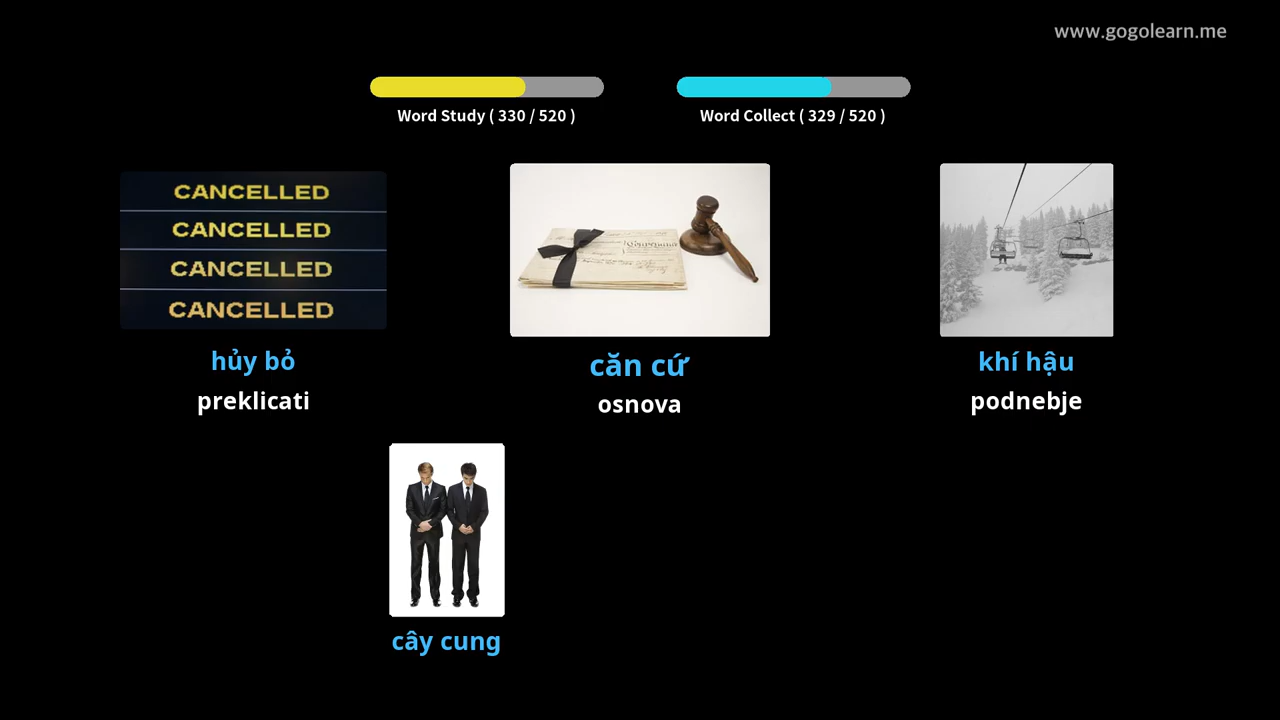 www.gogolearn.me
Word Study ( 330 / 520 )
Word Collect ( 329 / 520 )
CANCELLED
CANCELLED
CANCELLED
CANCELLED
hủy bỏ
preklicati
căn cứ
osnova
khí hậu
podnebje
cây cung